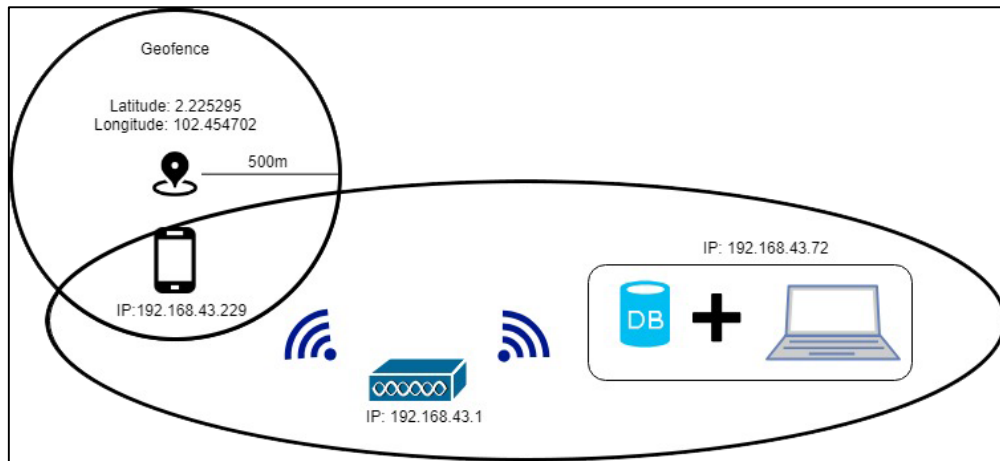 Geofence
Latitude: 2.225295
Longitude: 102.454702
500m
IP: 192.168.43.72
DB
IP:192.168.43.229
IP: 192.168.43.1